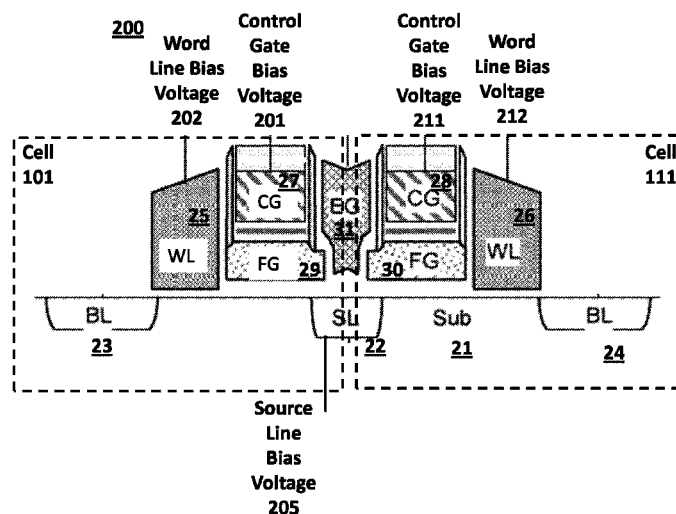 200
Word
Line Bias
Voltage
202
Control
Gate
Bias
Voltage
201
Control
Gate
Bias
Voltage
211
Word
Line Bias
Voltage
212
Cell
101
Cell
111
25
WL
27
CG
FG
29
EG
31
28
CG
30
FG
26
WL
BL
23
SL
22
Sub
21
BL
24
Source
Line
Bias
Voltage
205